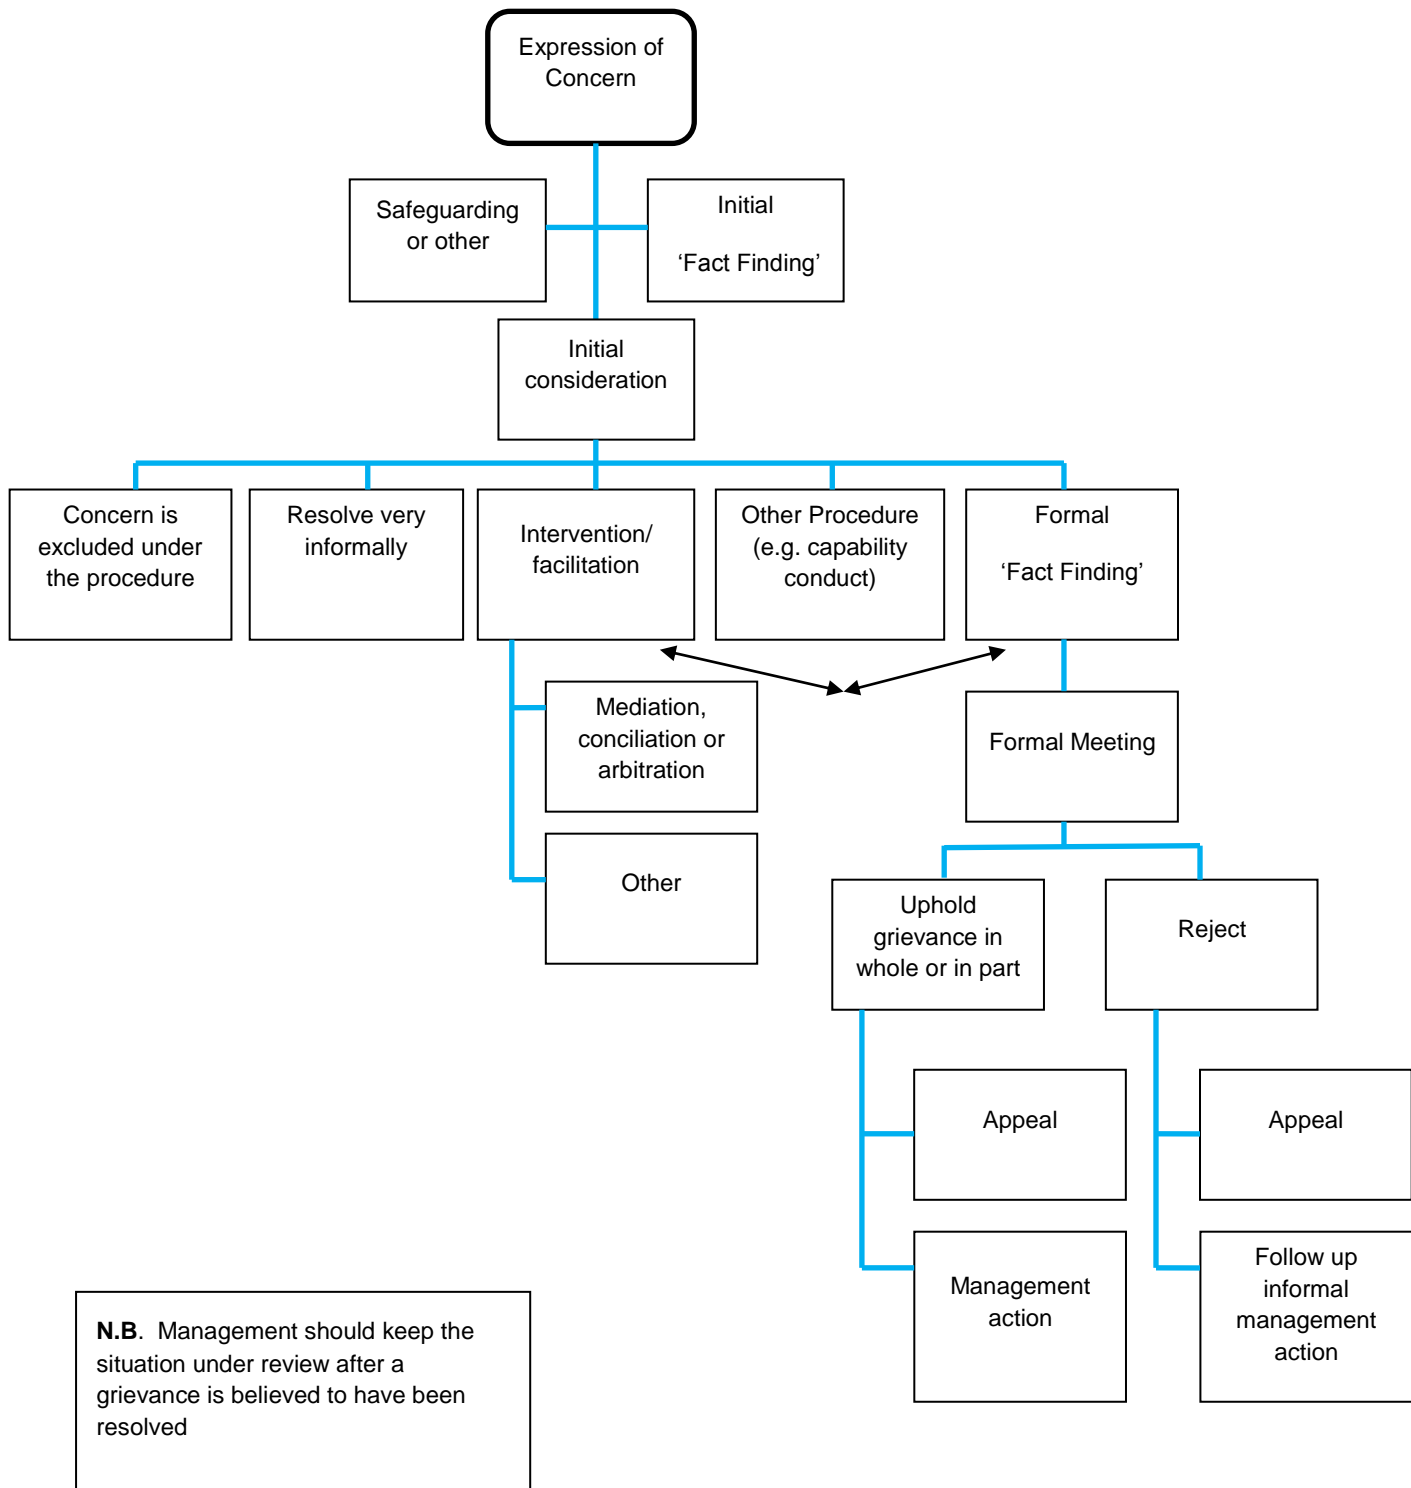 Expression of
Concern
Safeguarding
or other
Initial
‘Fact Finding’
Initial
consideration
Concern is
excluded under
the procedure
Resolve very
informally
Intervention/
facilitation
Other Procedure
(e.g. capability
conduct)
Formal
‘Fact Finding’
Mediation,
conciliation or
arbitration
Other
Formal Meeting
Uphold
grievance in
whole or in part
Reject
Appeal
Appeal
Management
action
Follow up
informal
management
action
N.B.  Management should keep the
situation under review after a
grievance is believed to have been
resolved